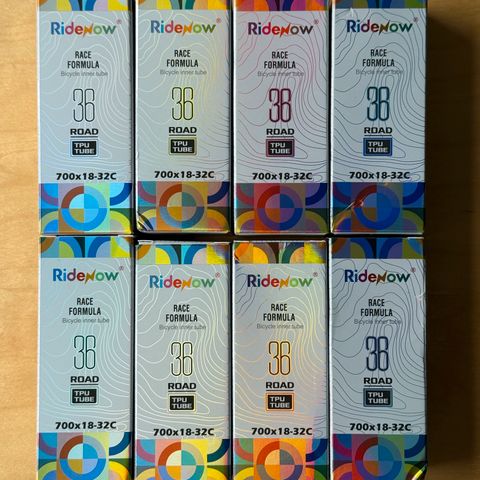 RideNow®
RACE
FORMULA
Bicycle inner tube
36
ROAD
TPU
TUBE
700x18-32C
RideNow®
RACE
FORMULA
Bicycle inner tube
36
ROAD
TPU
TUBE
700x18-32C
RideNow®
RACE
FORMULA
Bicycle inner tube
36
ROAD
TPU
TUBE
700x18-32C
RideNow®
RACE
FORMULA
Bicycle inner tube
36
ROAD
TPU
TUBE
700x18-32C
RideNow®
RACE
FORMULA
Bicycle inner tube
36
ROAD
TPU
TUBE
700x18-32C
RideNow®
RACE
FORMULA
Bicycle inner tube
36
ROAD
TPU
TUBE
700x18-32C
RideNow®
RACE
FORMULA
Bicycle inner tube
36
ROAD
TPU
TUBE
700x18-32C
RideNow®
RACE
FORMULA
Bicycle inner tube
36
ROAD
TPU
TUBE
700x18-32C